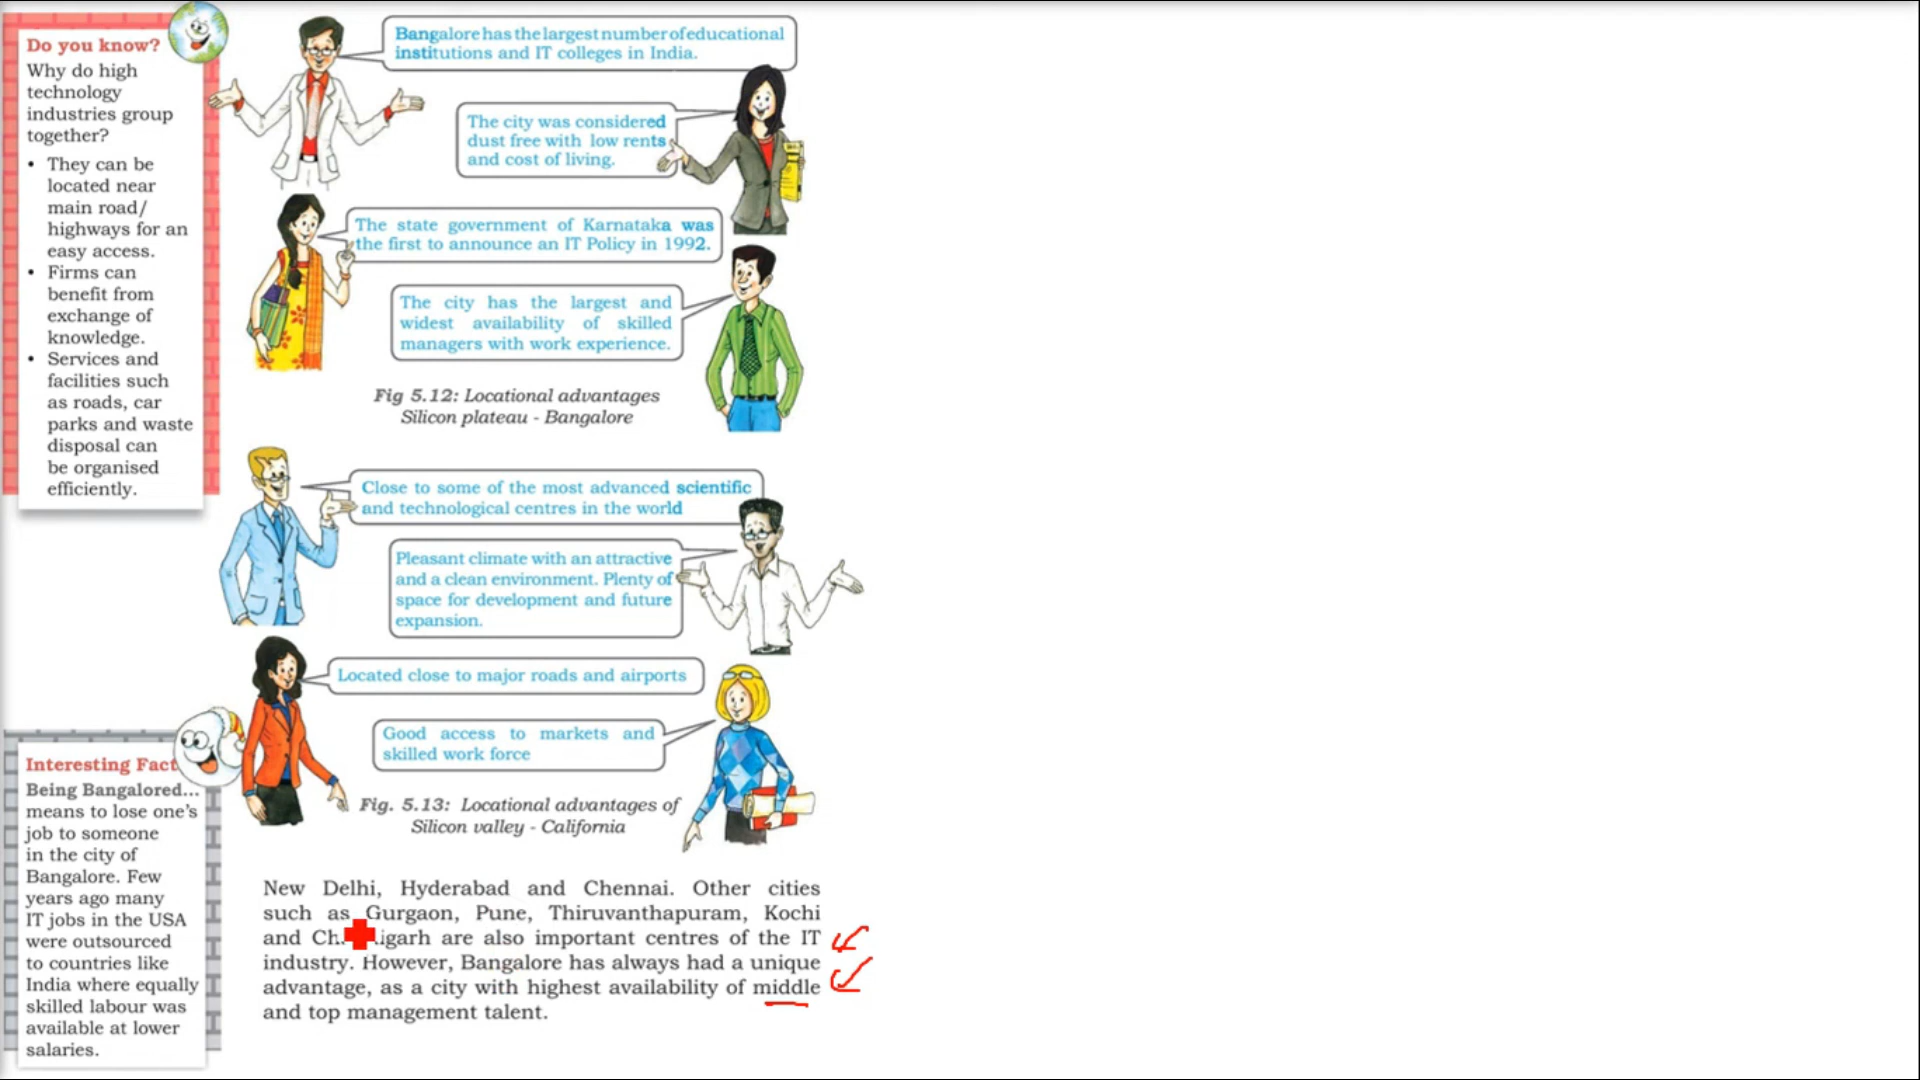 Do you know?
Why do high
technology
industries group
together?
• They can be
located near
main road/
highways for an
easy access.
• Firms can
benefit from
exchange of
knowledge.
• Services and
facilities such
as roads, car
parks and waste
disposal can
be organised
efficiently.
Bangalore has the largest number of educational
institutions and IT colleges in India.
The city was considered
dust free with low rents
and cost of living.
The state government of Karnataka was
the first to announce an IT Policy in 1992.
The city has the largest and
widest availability of skilled
managers with work experience.
Fig 5.12: Locational advantages
Silicon plateau - Bangalore
Close to some of the most advanced scientific
and technological centres in the world
Pleasant climate with an attractive
and a clean environment. Plenty of
space for development and future
expansion.
Located close to major roads and airports
Good access to markets and
skilled work force
Fig. 5.13: Locational advantages of
Silicon valley - California
Interesting Fact
Being Bangalored...
means to lose one's
job to someone
in the city of
Bangalore. Few
years ago many
IT jobs in the USA
were outsourced
to countries like
India where equally
skilled labour was
available at lower
salaries.
New Delhi, Hyderabad and Chennai. Other cities
such as Gurgaon, Pune, Thiruvanthapuram, Kochi
and are also important centres of the IT
industry. However, Bangalore has always had a unique
advantage, as a city with highest availability of middle
and top management talent.